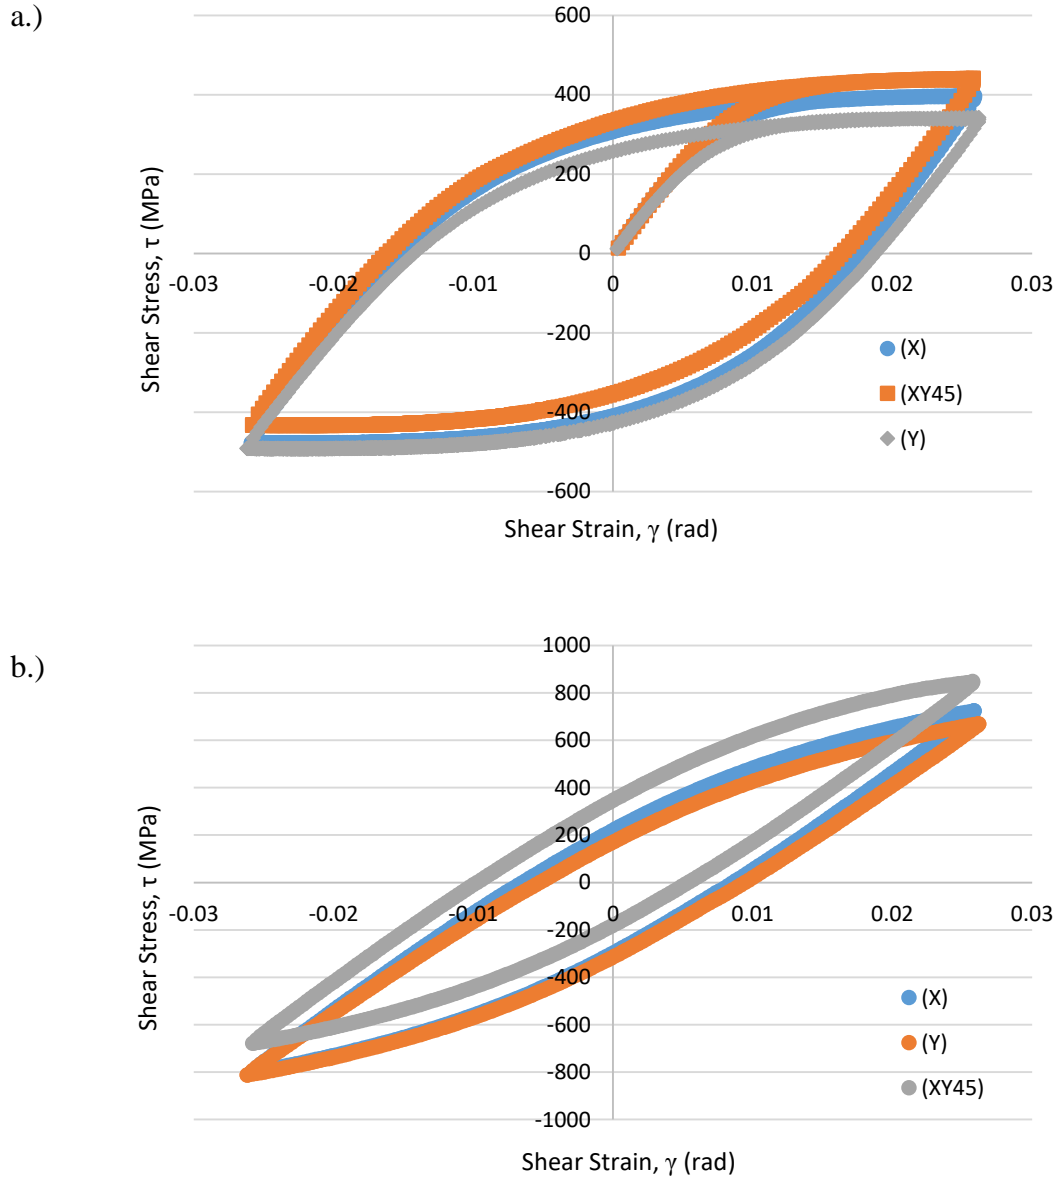 a.)
600
400
200
0
-200
-400
-600
-0.03 -0.02 -0.01 0 0.01 0.02 0.03
Shear Stress, τ (MPa)
Shear Strain, γ (rad)
(X)
(XY45)
(Y)
b.)
1000
800
600
400
200
0
-200
-400
-600
-800
-1000
-0.03 -0.02 -0.01 0 0.01 0.02 0.03
Shear Stress, τ (MPa)
Shear Strain, γ (rad)
(X)
(Y)
(XY45)